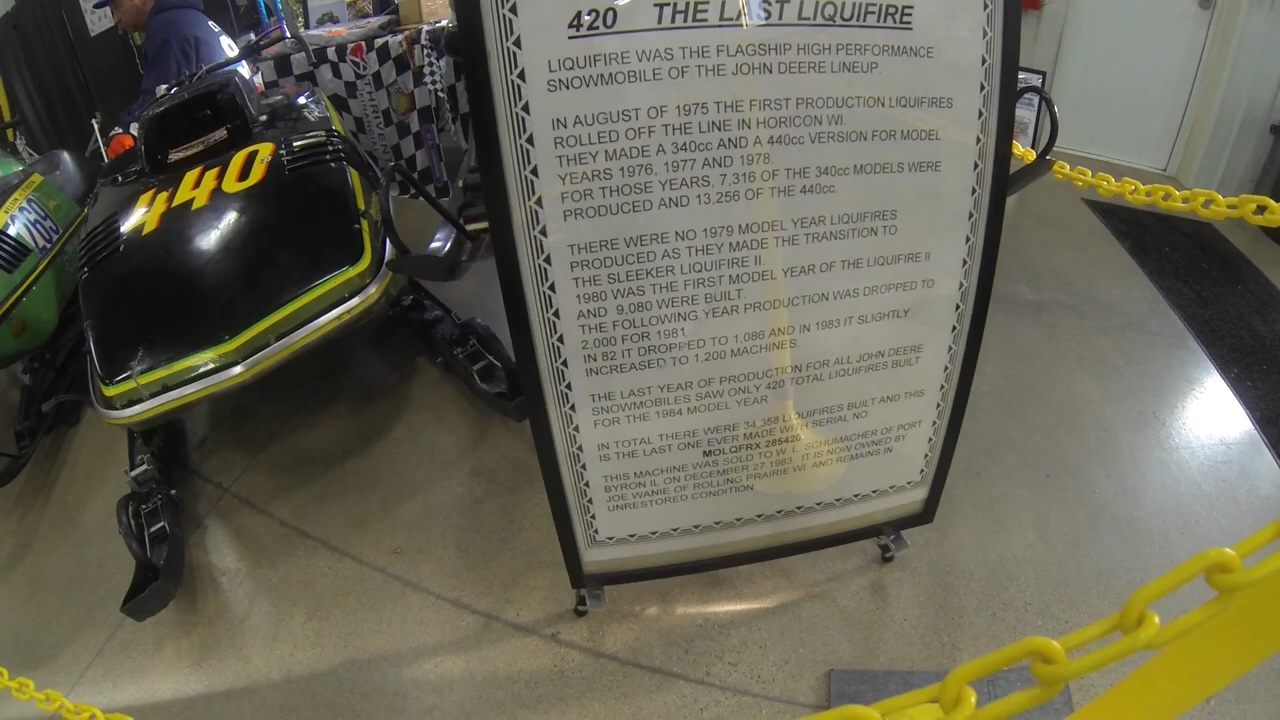 420 THE LAST LIQUIFIRE
LIQUIFIRE WAS THE FLAGSHIP HIGH PERFORMANCE
SNOWMOBILE OF THE JOHN DEERE LINEUP.
IN AUGUST OF 1975 THE FIRST PRODUCTION LIQUIFIRES
ROLLED OFF THE LINE IN HORICON WI.
THEY MADE A 340cc AND A 440cc VERSION FOR MODEL
YEARS 1976, 1977 AND 1978.
FOR THOSE YEARS, 7,316 OF THE 340cc MODELS WERE
PRODUCED AND 13,256 OF THE 440cc.
THERE WERE NO 1979 MODEL YEAR LIQUIFIRES
PRODUCED AS THEY MADE THE TRANSITION TO
THE SLEEKER LIQUIFIRE II.
1980 WAS THE FIRST MODEL YEAR OF THE LIQUIFIRE II
AND 9,080 WERE BUILT.
THE FOLLOWING YEAR PRODUCTION WAS DROPPED TO
2,000 FOR 1981.
IN 82 IT DROPPED TO 1,086 AND IN 1983 IT SLIGHTLY
INCREASED TO 1,200 MACHINES.
THE LAST YEAR OF PRODUCTION FOR ALL JOHN DEERE
SNOWMOBILES SAW ONLY 420 TOTAL LIQUIFIRES BUILT
FOR THE 1984 MODEL YEAR
IN TOTAL THERE WERE 34,358 LIQUIFIRES BUILT AND THIS
IS THE LAST ONE EVER MADE WITH SERIAL NO
MOLQFRX 285420
THIS MACHINE WAS SOLD TO W. L. SCHUMACHER OF PORT
BYRON IL ON DECEMBER 27 1983. IT IS NOW OWNED BY
JOE WANIE OF ROLLING PRAIRIE WI AND REMAINS IN
UNRESTORED CONDITION
440
269
THRIVENT